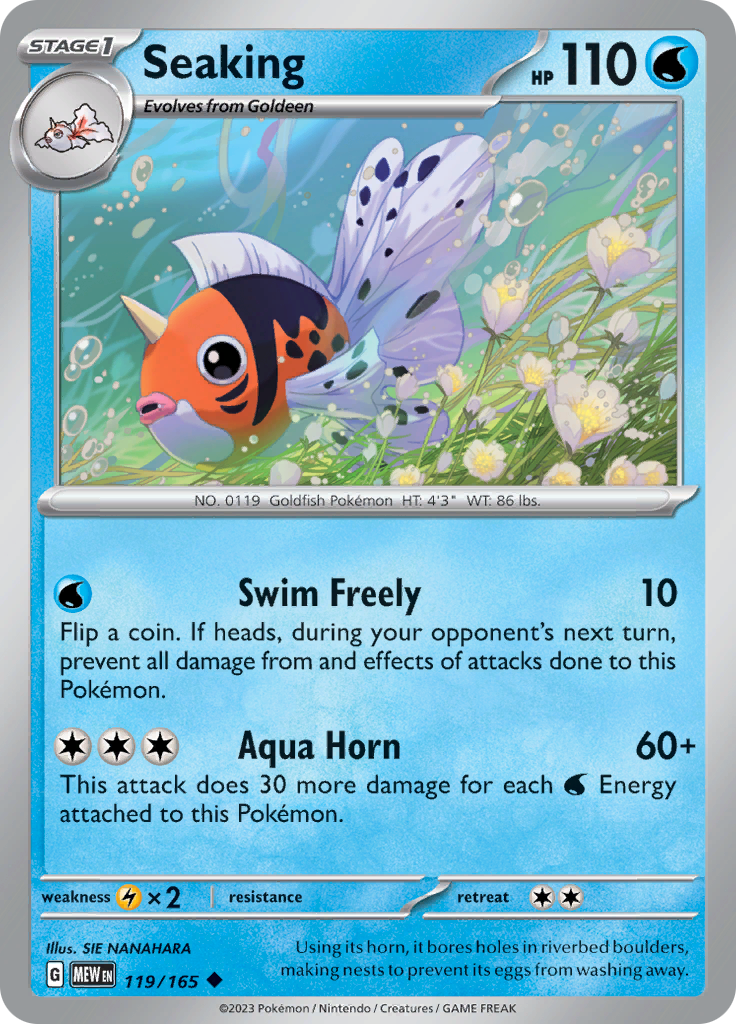 STAGE1
Seaking
HP 110
Evolves from Goldeen
NO. 0119 Goldfish Pokémon HT: 4'3" WT: 86 lbs.
Swim Freely 10
Flip a coin. If heads, during your opponent's next turn,
prevent all damage from and effects of attacks done to this
Pokémon.
Aqua Horn 60+
This attack does 30 more damage for each Energy
attached to this Pokémon.
weakness ×2 resistance retreat
Illus. SIE NANAHARA
Using its horn, it bores holes in riverbed boulders,
making nests to prevent its eggs from washing away.
G MEW EN 119/165
©2023 Pokémon / Nintendo / Creatures / GAME FREAK